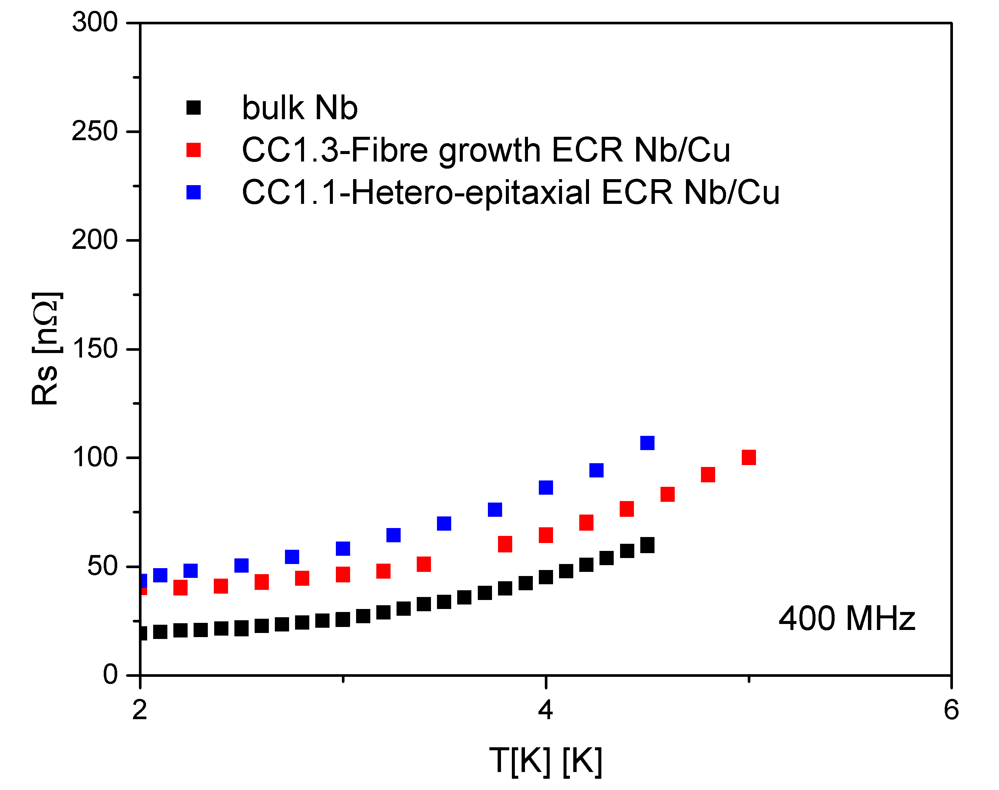 300
250
200
150
100
50
0
Rs [nΩ]
bulk Nb
CC1.3-Fibre growth ECR Nb/Cu
CC1.1-Hetero-epitaxial ECR Nb/Cu
400 MHz
2 4 6
T[K] [K]